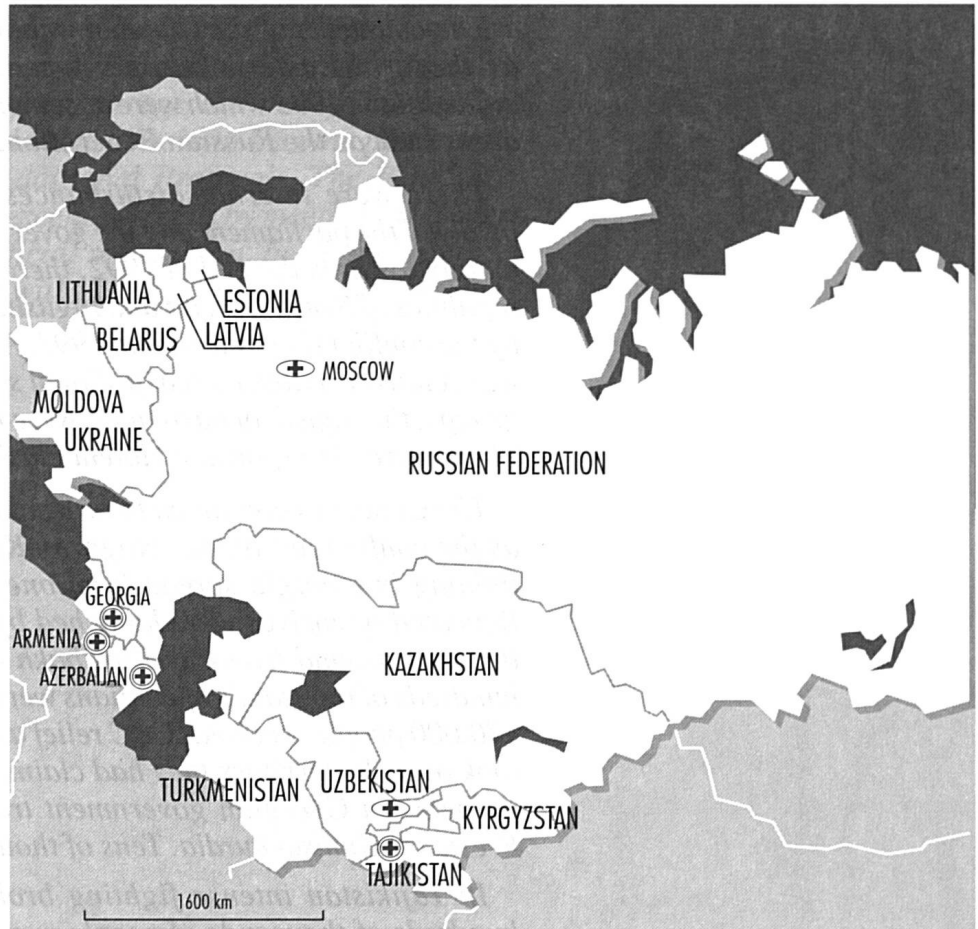 LITHUANIA
ESTONIA
LATVIA
BELARUS
MOSCOW
MOLDOVA
UKRAINE
RUSSIAN FEDERATION
GEORGIA
ARMENIA
AZERBAIJAN
KAZAKHSTAN
TURKMENISTAN
UZBEKISTAN
KYRGYZSTAN
TAJIKISTAN
1600 km